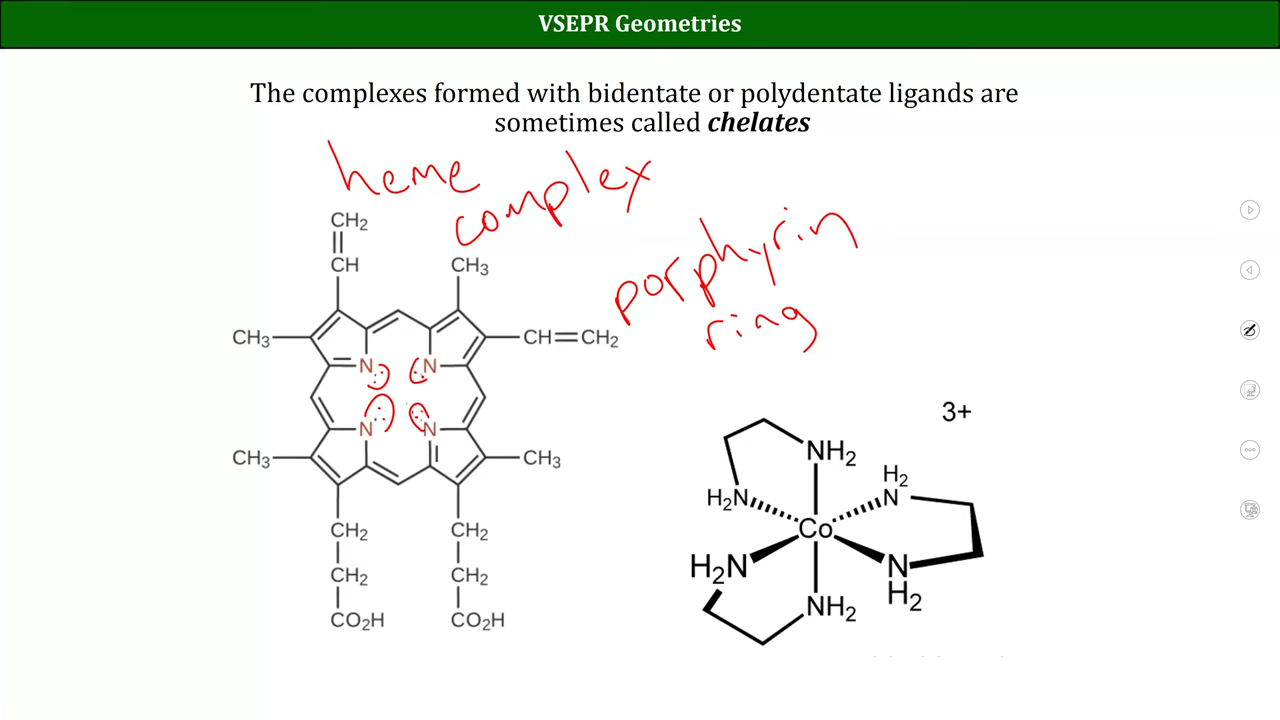 VSEPR Geometries
The complexes formed with bidentate or polydentate ligands are
sometimes called chelates
heme
complex
porphyrin
ring
CH₂
CH
CH₃
CH₃
CH=CH₂
N
N
N
N
CH₃
CH₃
CH₂
CH₂
CH₂
CH₂
CO₂H
CO₂H
3+
NH₂
H₂
N
H₂N
Co
H₂N
N
H₂
NH₂